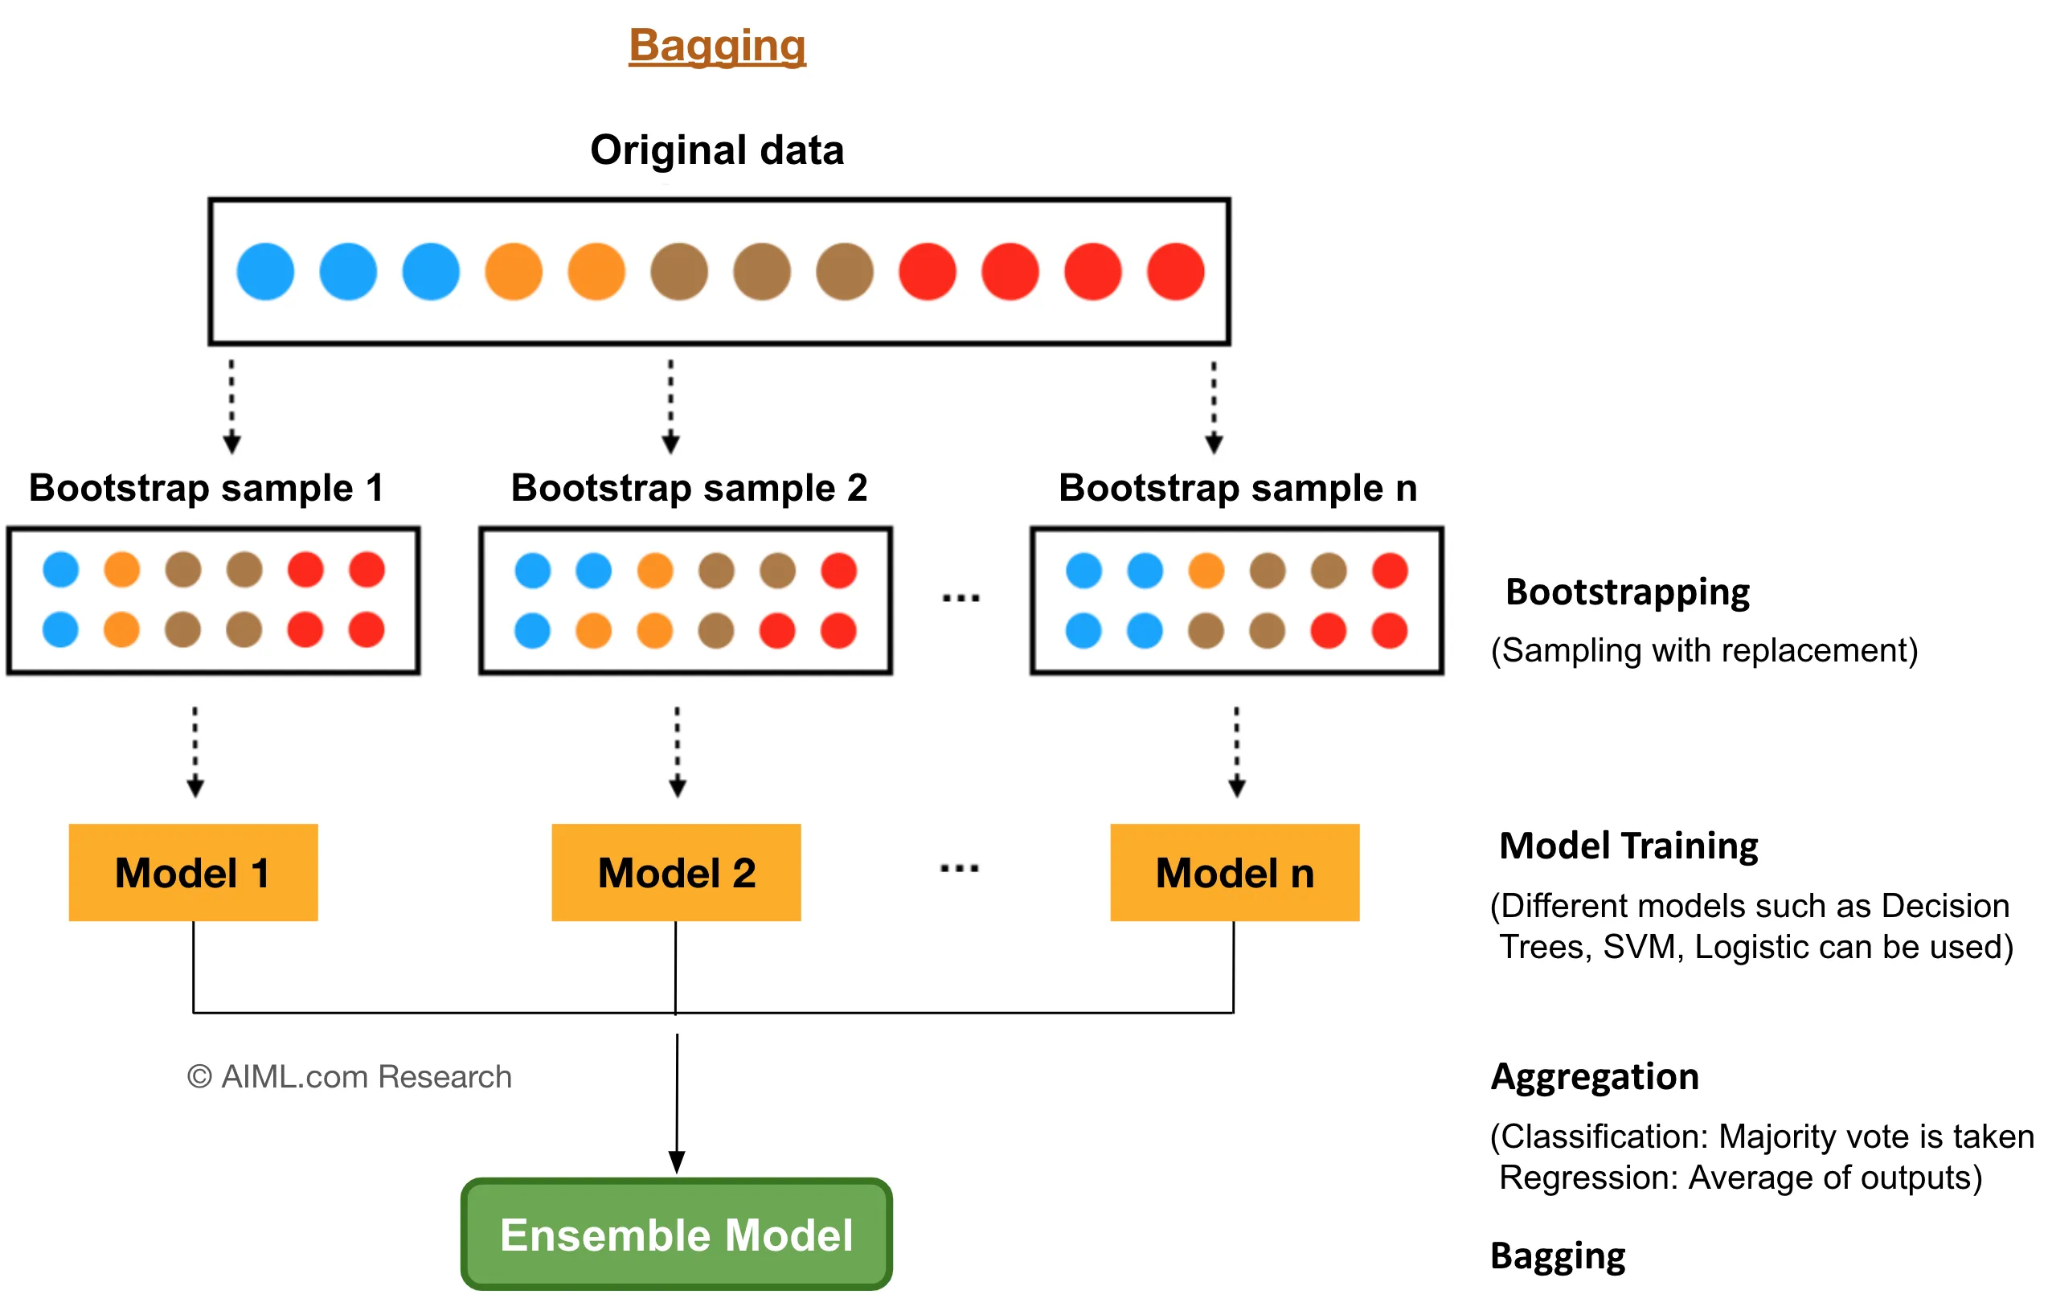 Bagging
Original data
Bootstrap sample 1
Bootstrap sample 2
Bootstrap sample n
...
Bootstrapping
(Sampling with replacement)
Model 1
Model 2
...
Model n
Model Training
(Different models such as Decision
Trees, SVM, Logistic can be used)
© AIML.com Research
Aggregation
(Classification: Majority vote is taken
Regression: Average of outputs)
Ensemble Model
Bagging